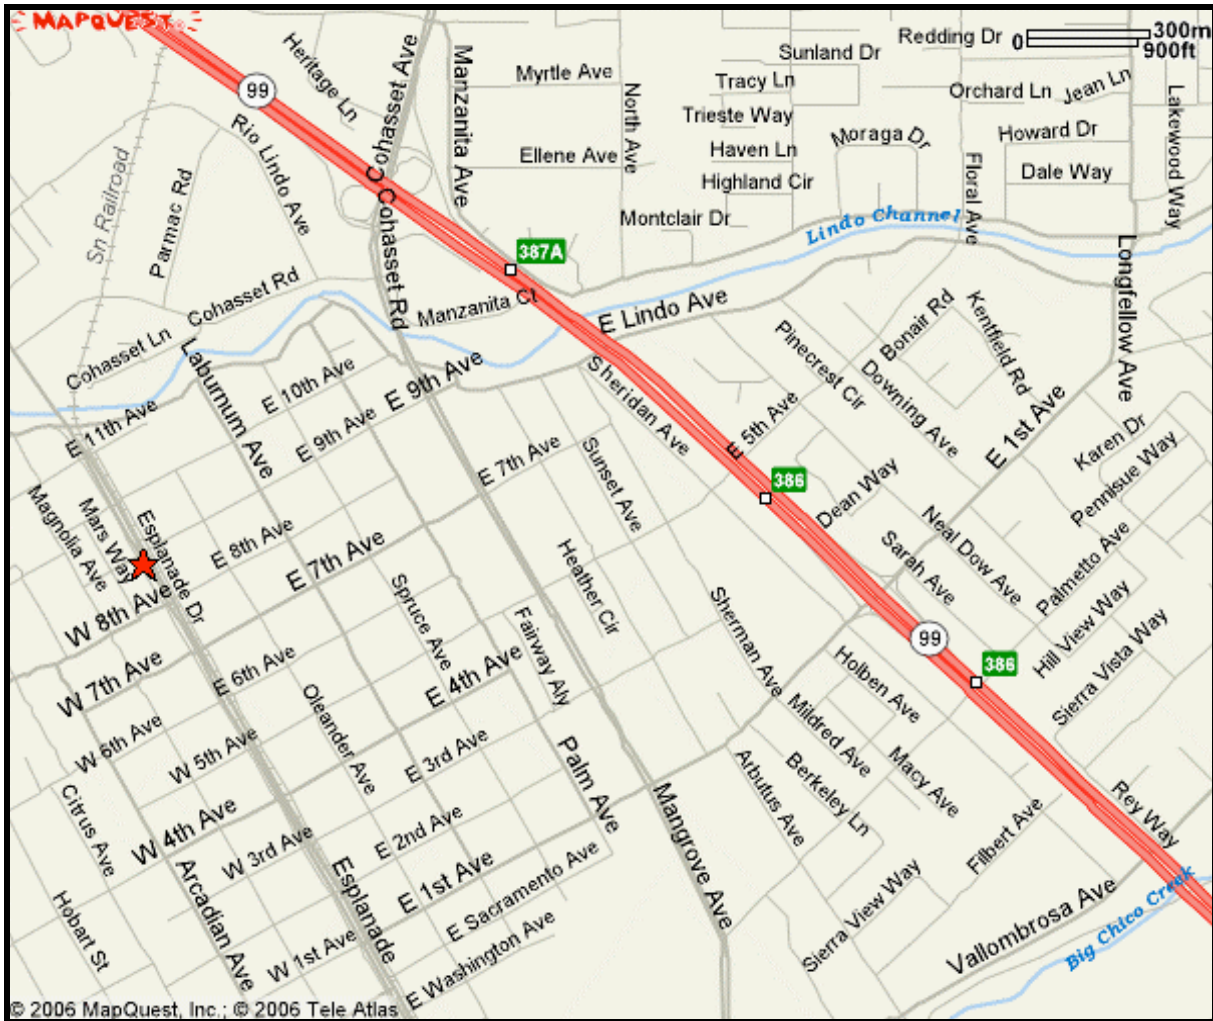 MAPQUEST
300m
0
900ft
Redding Dr
Sunland Dr
Heritage Ln
Cohasset Ave
Manzanita Ave
Myrtle Ave
North Ave
Tracy Ln
Orchard Ln
Jean Ln
Lakewood Way
99
Trieste Way
Moraga Dr
Howard Dr
Rio Lindo Ave
Ellene Ave
Haven Ln
Floral Ave
Dale Way
Sn Railroad
Parmac Rd
Highland Cir
Montclair Dr
Lindo Channel
Cohasset Rd
387A
Longfellow Ave
Cohasset Rd
Manzanita Ct
E Lindo Ave
Bonair Rd
Kentfield Rd
Pinecrest Cir
Cohasset Ln
Laburnum Ave
E 10th Ave
E 9th Ave
Sheridan Ave
Downing Ave
E 11th Ave
E 9th Ave
E 5th Ave
E 1st Ave
Karen Dr
E 7th Ave
Sunset Ave
386
Dean Way
Pennisue Way
Magnolia Ave
Mars Way
Esplanade Dr
E 8th Ave
E 7th Ave
Neal Dow Ave
Sarah Ave
Palmetto Ave
W 8th Ave
Spruce Ave
Heather Cir
Fairway Aly
Sherman Ave
99
Hill View Way
Sierra Vista Way
W 7th Ave
E 6th Ave
E 4th Ave
Holben Ave
386
Oleander Ave
W 6th Ave
W 5th Ave
E 3rd Ave
Palm Ave
Mildred Ave
Macy Ave
Berkeley Ln
Arbutus Ave
Citrus Ave
W 4th Ave
W 3rd Ave
E 2nd Ave
Mangrove Ave
Filbert Ave
Rey Way
Arcadian Ave
Esplanade
E 1st Ave
E Sacramento Ave
Sierra View Way
Vallombrosa Ave
Big Chico Creek
Hobart St
W 1st Ave
E Washington Ave
© 2006 MapQuest, Inc.; © 2006 Tele Atlas